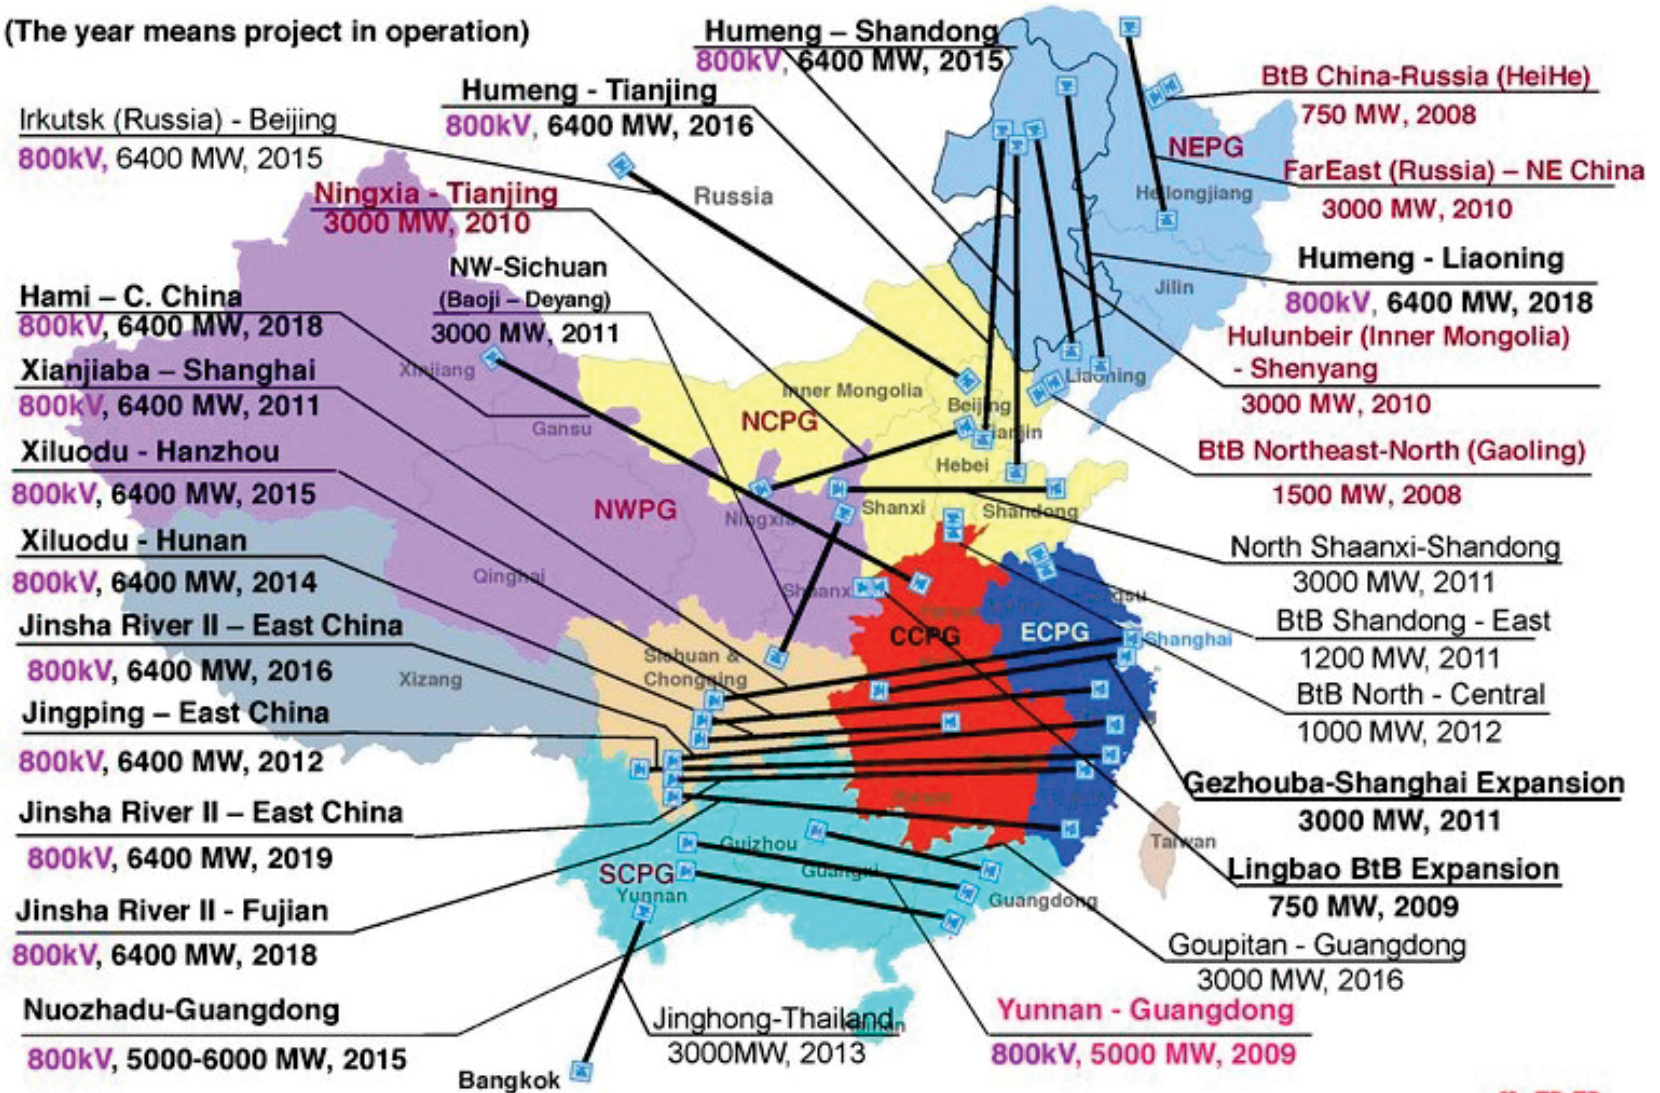 (The year means project in operation)
Humeng – Shandong
800kV, 6400 MW, 2015
Humeng - Tianjing
800kV, 6400 MW, 2016
Irkutsk (Russia) - Beijing
800kV, 6400 MW, 2015
Ningxia - Tianjing
3000 MW, 2010
NW-Sichuan
(Baoji – Deyang)
3000 MW, 2011
Hami – C. China
800kV, 6400 MW, 2018
Xianjiaba – Shanghai
800kV, 6400 MW, 2011
Xiluodu - Hanzhou
800kV, 6400 MW, 2015
Xiluodu - Hunan
800kV, 6400 MW, 2014
Jinsha River II – East China
800kV, 6400 MW, 2016
Jingping – East China
800kV, 6400 MW, 2012
Jinsha River II – East China
800kV, 6400 MW, 2019
Jinsha River II - Fujian
800kV, 6400 MW, 2018
Nuozhadu-Guangdong
800kV, 5000-6000 MW, 2015
BtB China-Russia (HeiHe)
750 MW, 2008
FarEast (Russia) – NE China
3000 MW, 2010
Humeng - Liaoning
800kV, 6400 MW, 2018
Hulunbeir (Inner Mongolia)
- Shenyang
3000 MW, 2010
BtB Northeast-North (Gaoling)
1500 MW, 2008
North Shaanxi-Shandong
3000 MW, 2011
BtB Shandong - East
1200 MW, 2011
BtB North - Central
1000 MW, 2012
Gezhouba-Shanghai Expansion
3000 MW, 2011
Lingbao BtB Expansion
750 MW, 2009
Goupitan - Guangdong
3000 MW, 2016
Yunnan - Guangdong
800kV, 5000 MW, 2009
Jinghong-Thailand
3000MW, 2013
Bangkok
Russia
NEPG
Heilongjiang
Jilin
Liaoning
Inner Mongolia
NCPG
Beijing
Tianjin
Hebei
Shanxi
Shandong
Xinjiang
Gansu
NWPG
Ningxia
Qinghai
Shaanxi
Xizang
Sichuan &
Chongqing
CCPG
ECPG
Shanghai
Guizhou
Guangxi
SCPG
Yunnan
Guangdong
Taiwan